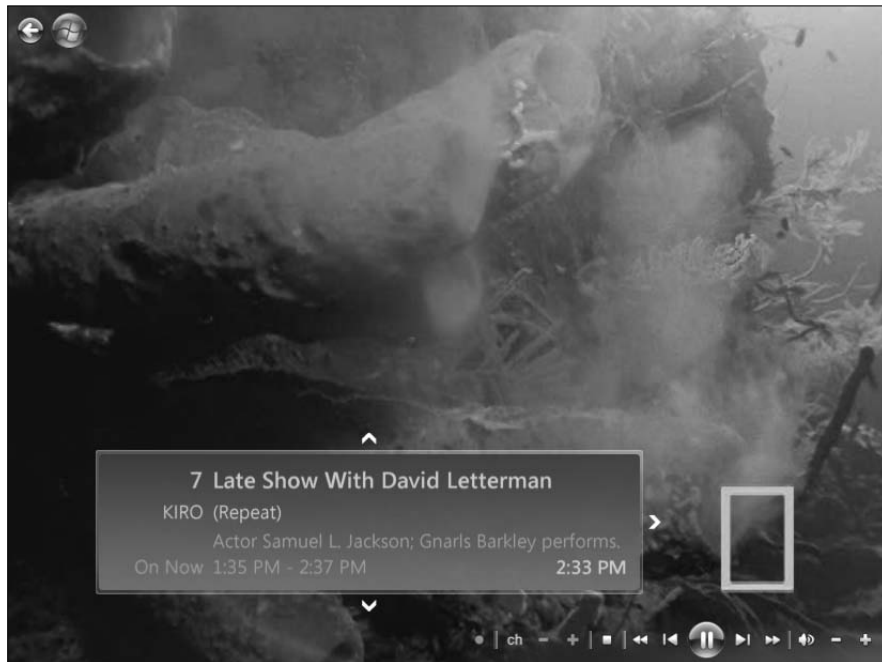 7 Late Show With David Letterman
KIRO (Repeat)
Actor Samuel L. Jackson; Gnarls Barkley performs.
On Now 1:35 PM - 2:37 PM 2:33 PM
ch